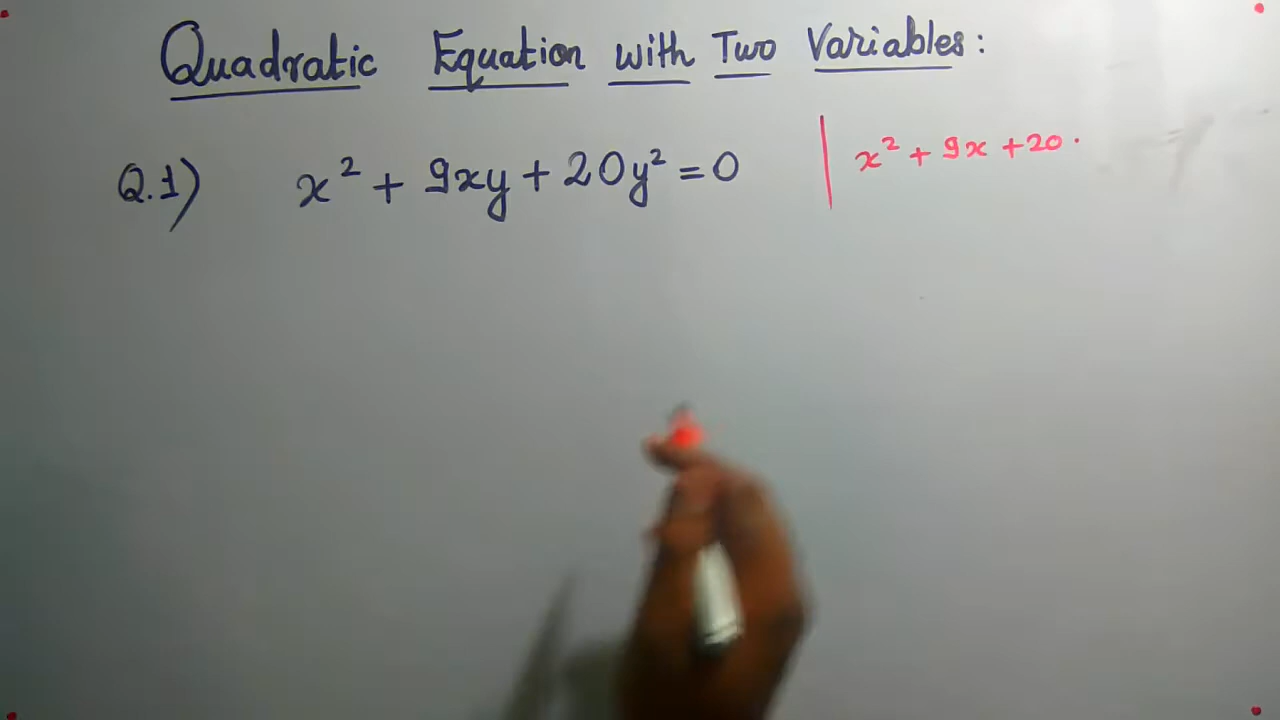 Quadratic Equation with Two Variables:
Q.1) x² + 9xy + 20y² = 0
x² + 9x + 20.